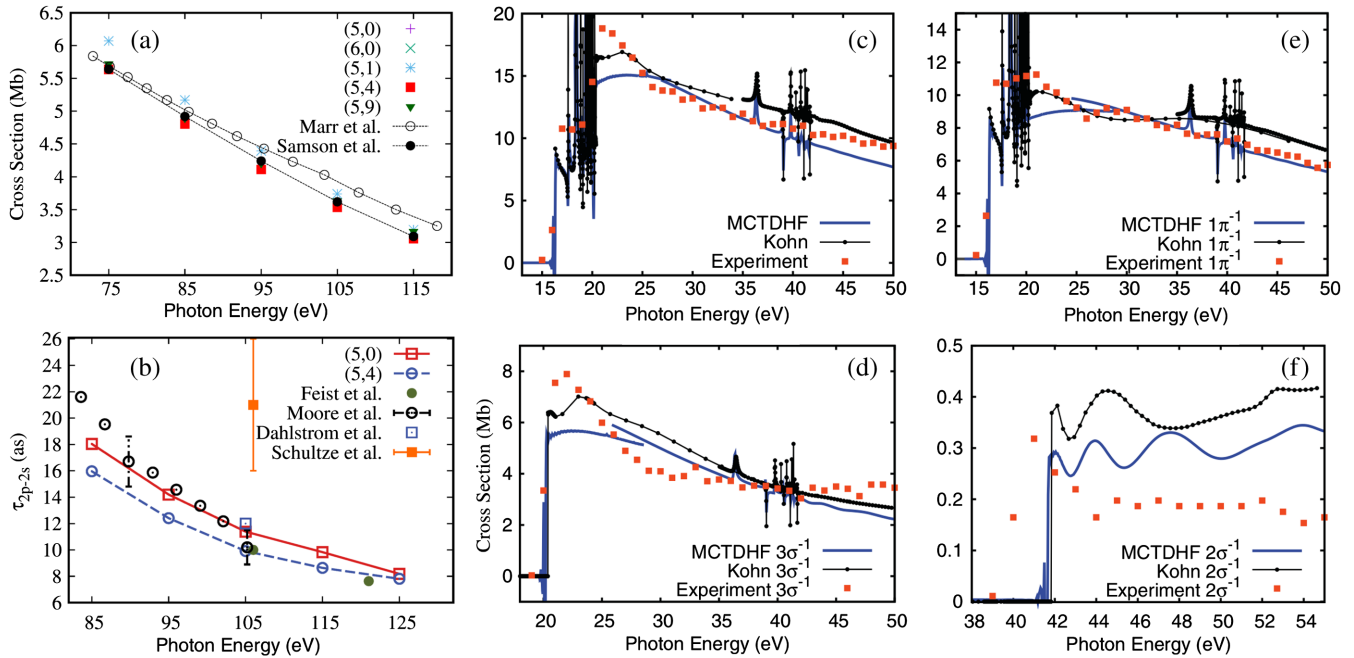 (a)
6.5
6
5.5
5
4.5
4
3.5
3
2.5
Cross Section (Mb)
(5,0)
(6,0)
(5,1)
(5,4)
(5,9)
Marr et al.
Samson et al.
75 85 95 105 115
Photon Energy (eV)
(c)
20
15
10
5
0
MCTDHF
Kohn
Experiment
15 20 25 30 35 40 45 50
Photon Energy (eV)
(e)
14
12
10
8
6
4
2
0
MCTDHF 1π⁻¹
Kohn 1π⁻¹
Experiment 1π⁻¹
15 20 25 30 35 40 45 50
Photon Energy (eV)
(b)
26
24
22
20
18
16
14
12
10
8
6
τ2p-2s (as)
(5,0)
(5,4)
Feist et al.
Moore et al.
Dahlstrom et al.
Schultze et al.
85 95 105 115 125
Photon Energy (eV)
(d)
8
6
4
2
0
Cross Section (Mb)
MCTDHF 3σ⁻¹
Kohn 3σ⁻¹
Experiment 3σ⁻¹
20 25 30 35 40 45 50
Photon Energy (eV)
(f)
0.5
0.4
0.3
0.2
0.1
0
MCTDHF 2σ⁻¹
Kohn 2σ⁻¹
Experiment 2σ⁻¹
38 40 42 44 46 48 50 52 54
Photon Energy (eV)